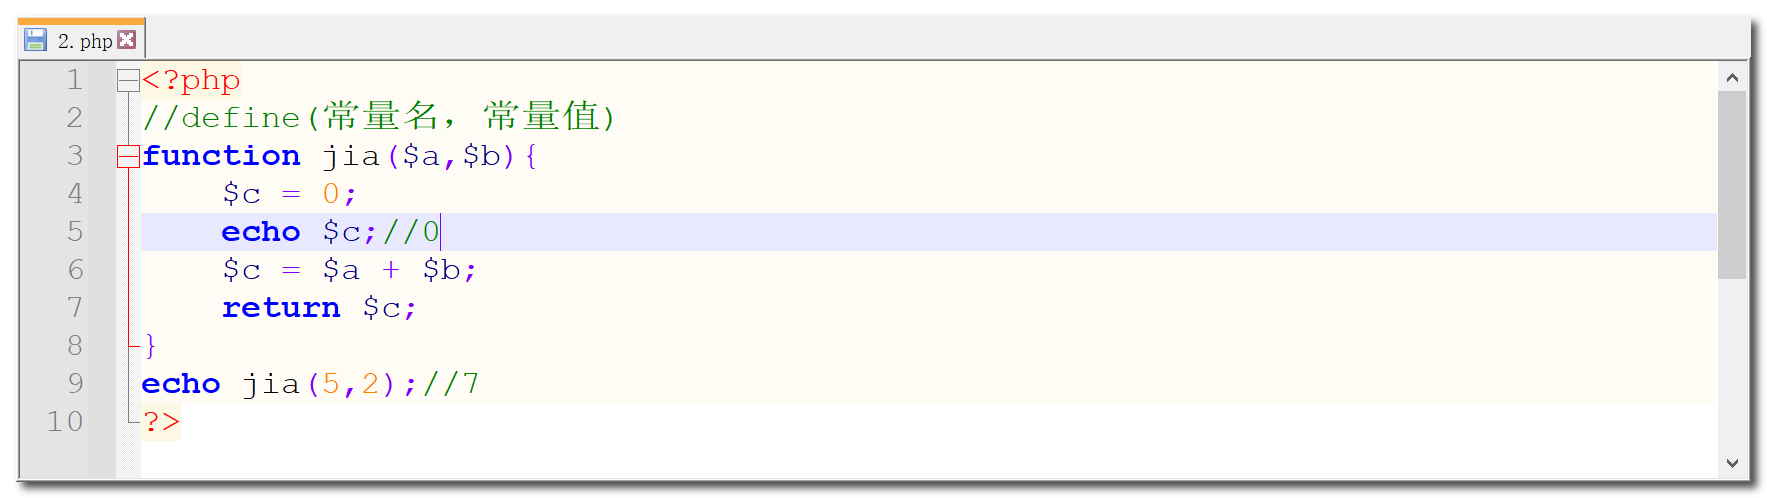 2.php
1 <?php
2 //define(常量名，常量值)
3 function jia($a,$b){
4     $c = 0;
5     echo $c;//0
6     $c = $a + $b;
7     return $c;
8 }
9 echo jia(5,2);//7
10 ?>